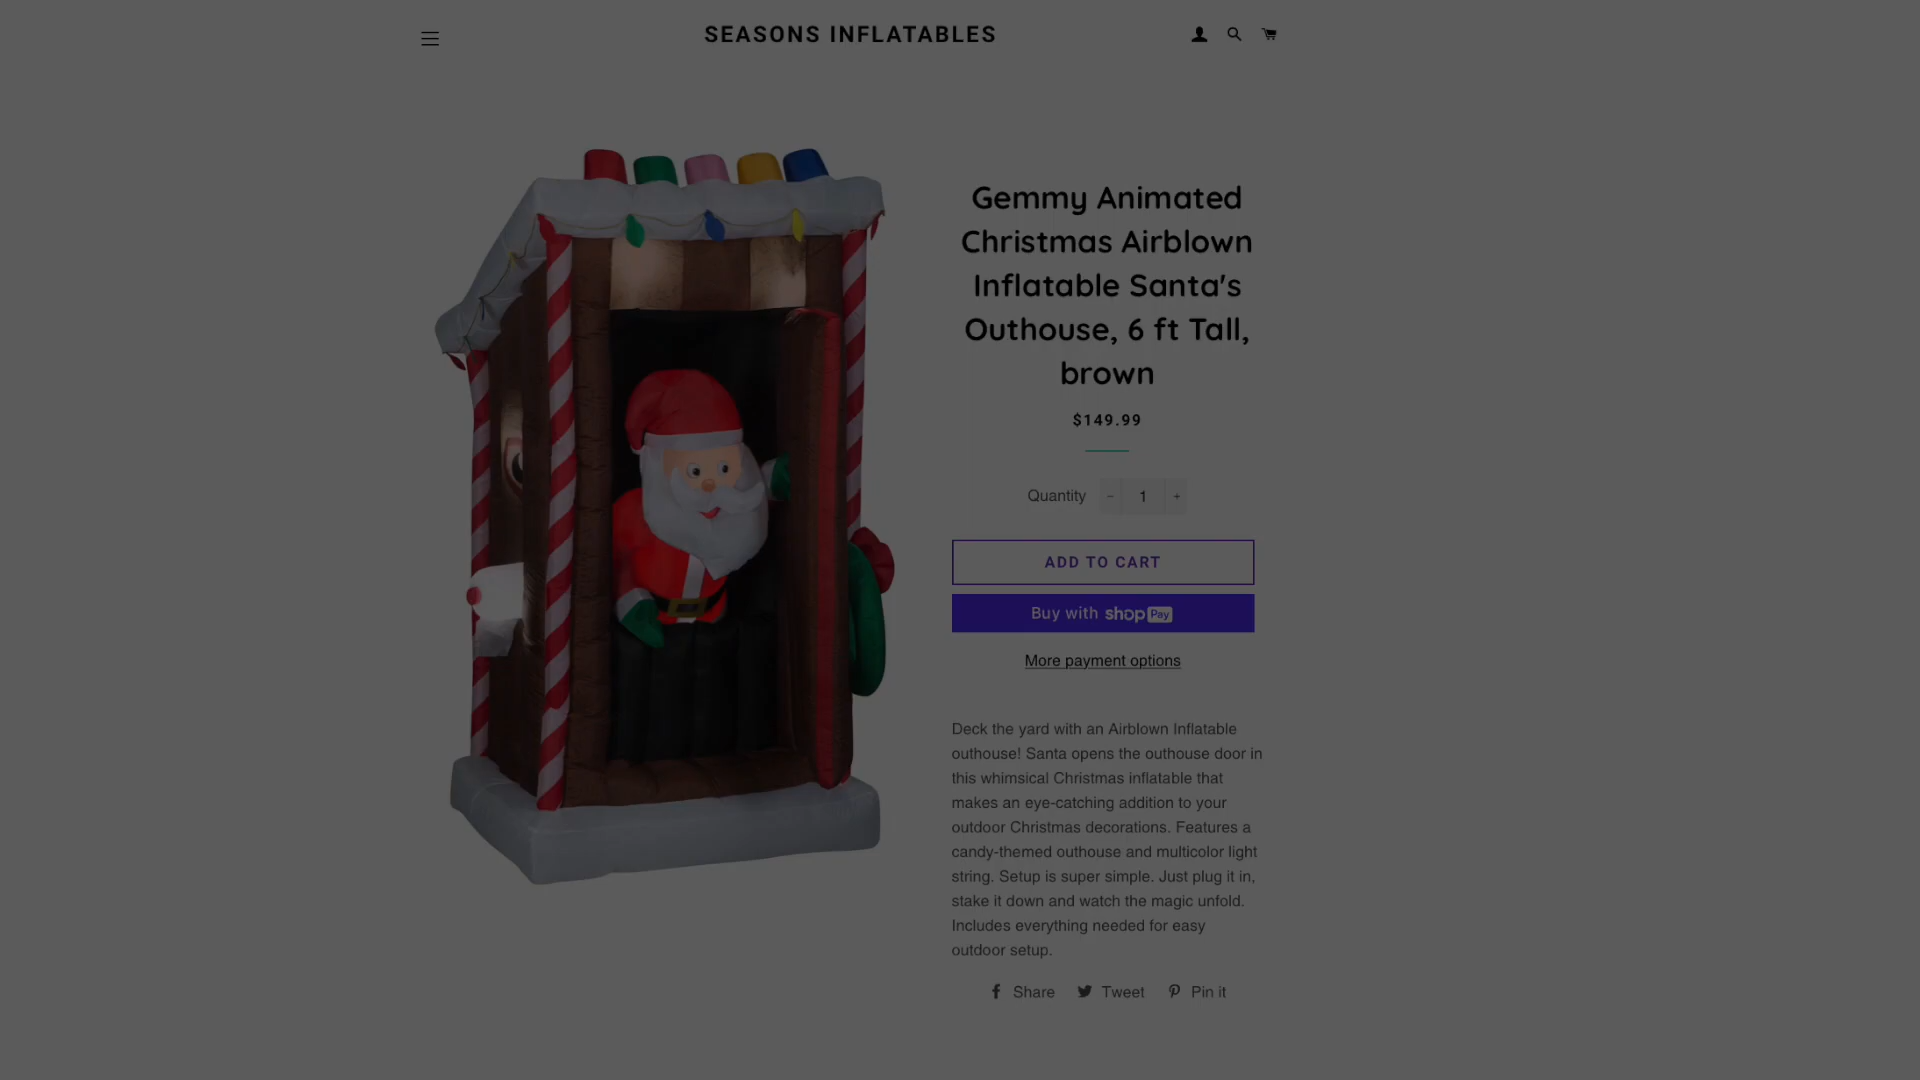 SEASONS INFLATABLES
Gemmy Animated
Christmas Airblown
Inflatable Santa's
Outhouse, 6 ft Tall,
brown
$149.99
Quantity − 1 +
ADD TO CART
Buy with shop Pay
More payment options
Deck the yard with an Airblown Inflatable
outhouse! Santa opens the outhouse door in
this whimsical Christmas inflatable that
makes an eye-catching addition to your
outdoor Christmas decorations. Features a
candy-themed outhouse and multicolor light
string. Setup is super simple. Just plug it in,
stake it down and watch the magic unfold.
Includes everything needed for easy
outdoor setup.
Share Tweet Pin it